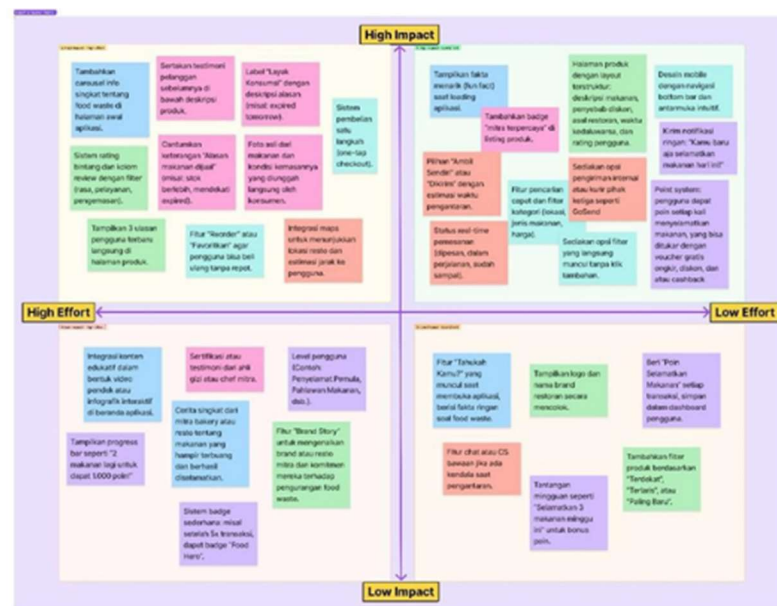 High Impact
Tambahkan
carousel info
singkat tentang
food waste di
halaman awal
aplikasi.
Sertakan testimoni
pelanggan
sebelumnya di
bawah deskripsi
produk.
Label "Layak
Konsumsi" dengan
deskripsi alasan
(misal: expired
tomorrow).
Sistem
pembelian
satu
langkah
(one-tap
checkout).
Sistem rating
bintang dan kolom
review dengan filter
(rasa, pelayanan,
pengemasan).
Cantumkan
keterangan "Alasan
makanan dijual"
(misal: stok
berlebih, mendekati
expired).
Foto asli dari
makanan dan
kondisi kemasannya
yang diunggah
langsung oleh
konsumen.
Tampilkan 3 ulasan
pengguna terbaru
langsung di
halaman produk.
Fitur "Reorder" atau
"Favoritkan" agar
pengguna bisa beli
ulang tanpa repot.
Integrasi maps
untuk menunjukkan
lokasi resto dan
estimasi jarak ke
pengguna.
Tampilkan fakta
menarik (fun fact)
saat loading
aplikasi.
Tambahkan badge
"mitra terpercaya" di
listing produk.
Halaman produk
dengan layout
terstruktur:
deskripsi makanan,
penyebab diskon,
asal restoran, waktu
kedaluwarsa, dan
rating pengguna.
Desain mobile
dengan navigasi
bottom bar dan
antarmuka intuitif.
Kirim notifikasi
ringan: "Kamu baru
aja selamatkan
makanan hari ini!"
Pilihan "Ambil
Sendiri" atau
"Dikirim" dengan
estimasi waktu
pengantaran.
Fitur pencarian
cepat dan filter
kategori (lokasi,
jenis makanan,
harga).
Sediakan opsi
pengiriman internal
atau kurir pihak
ketiga seperti
GoSend
Point system:
pengguna dapat
poin setiap kali
menyelamatkan
makanan, yang bisa
ditukar dengan
voucher gratis
ongkir, diskon, dan
atau cashback
Status real-time
pemesanan
(diproses, dalam
perjalanan, sudah
sampai).
Sediakan opsi filter
yang langsung
muncul tanpa klik
tambahan.
High Effort
Low Effort
Integrasi konten
edukatif dalam
bentuk video
pendek atau
infografik interaktif
di beranda aplikasi.
Sertifikasi atau
testimoni dari ahli
gizi atau chef mitra.
Level pengguna
(Contoh:
Penyelamat Pemula,
Pahlawan Makanan,
dsb.).
Tampilkan progress
bar seperti "2
makanan lagi untuk
dapat 1.000 poin!"
Cerita singkat dari
mitra bakery atau
resto tentang
makanan yang
hampir terbuang
dan berhasil
diselamatkan.
Fitur "Brand Story"
untuk mengenalkan
brand atau resto
mitra dan komitmen
mereka terhadap
pengurangan food
waste.
Sistem badge
sederhana: misal
setelah 5x transaksi,
dapat badge "Food
Hero".
Fitur "Tahukah
Kamu?" yang
muncul saat
membuka aplikasi,
berisi fakta ringan
soal food waste.
Tampilkan logo dan
nama brand
restoran secara
mencolok.
Beri "Poin
Selamatkan
Makanan" setiap
transaksi, simpan
dalam dashboard
pengguna.
Fitur chat atau CS
bawaan jika ada
kendala saat
pengantaran.
Tantangan
mingguan seperti
"Selamatkan 3
makanan minggu
ini" untuk bonus
poin.
Tambahkan filter
produk berdasarkan
"Terdekat",
"Terlaris", atau
"Paling Baru".
Low Impact